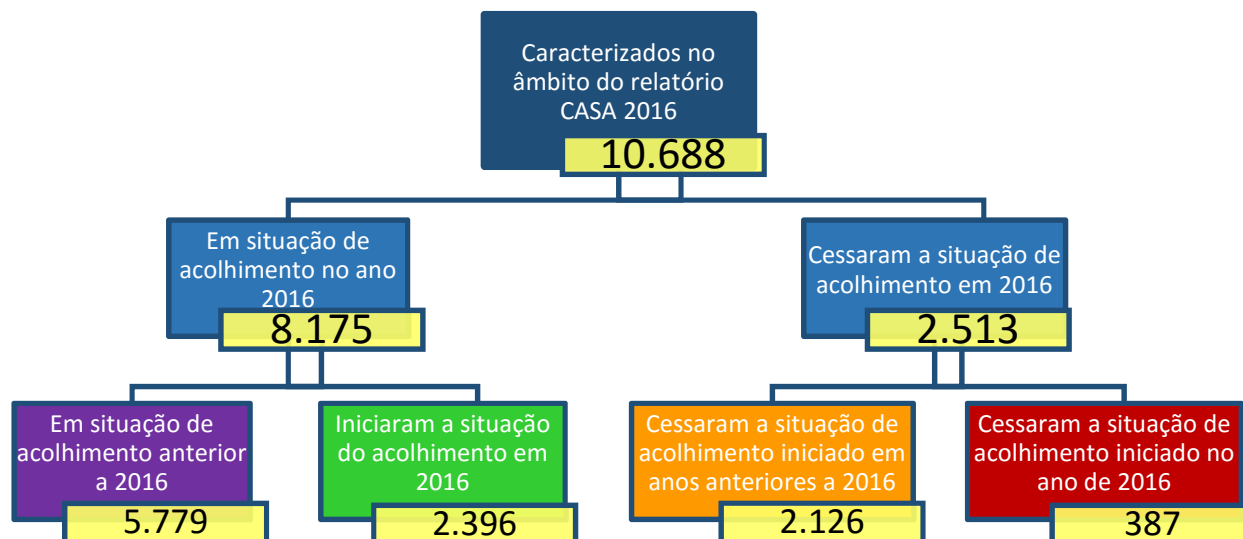 Caracterizados no
âmbito do relatório
CASA 2016
10.688
Em situação de
acolhimento no ano
2016
8.175
Cessaram a situação de
acolhimento em 2016
2.513
Em situação de
acolhimento anterior
a 2016
5.779
Iniciaram a situação
do acolhimento em
2016
2.396
Cessaram a situação de
acolhimento iniciado em
anos anteriores a 2016
2.126
Cessaram a situação de
acolhimento iniciado no
ano de 2016
387